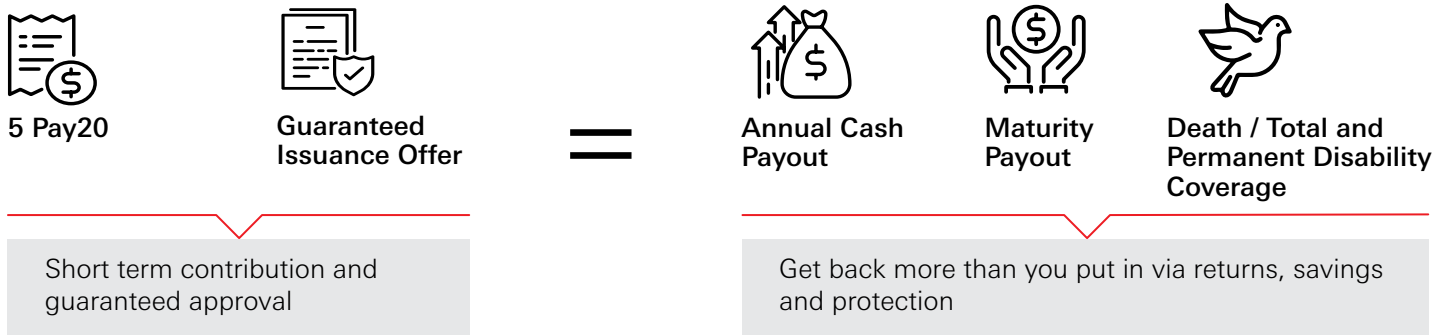 5 Pay20
Guaranteed
Issuance Offer
=
Annual Cash
Payout
Maturity
Payout
Death / Total and
Permanent Disability
Coverage
Short term contribution and
guaranteed approval
Get back more than you put in via returns, savings
and protection